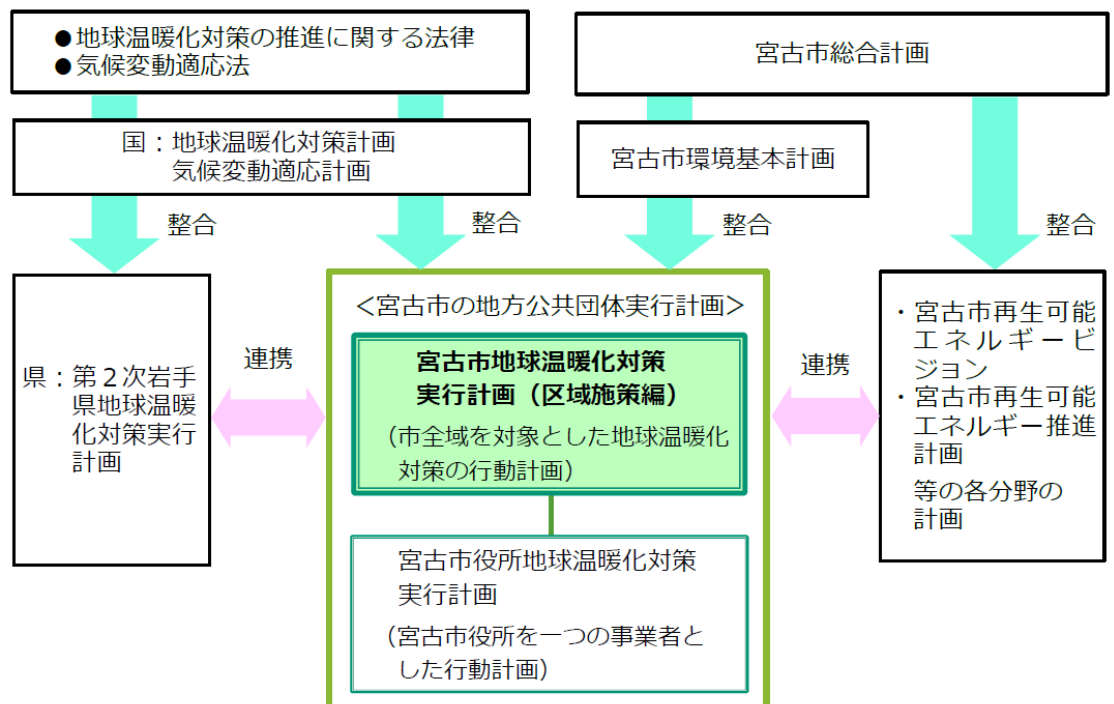 ●地球温暖化対策の推進に関する法律
●気候変動適応法
宮古市総合計画
国：地球温暖化対策計画
気候変動適応計画
宮古市環境基本計画
整合
整合
整合
整合
県：第２次岩手
県地球温暖
化対策実行
計画
連携
＜宮古市の地方公共団体実行計画＞
宮古市地球温暖化対策
実行計画（区域施策編）
（市全域を対象とした地球温暖化
対策の行動計画）
宮古市役所地球温暖化対策
実行計画
（宮古市役所を一つの事業者と
した行動計画）
連携
・宮古市再生可能
エネルギービ
ジョン
・宮古市再生可能
エネルギー推進
計画
等の各分野の
計画